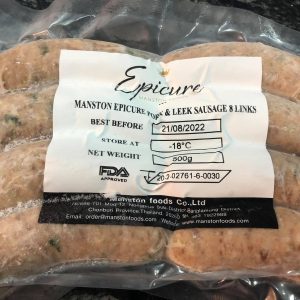 Epicure
MANSTON
MANSTON EPICURE PORK & LEEK SAUSAGE 8 LINKS
BEST BEFORE 21/08/2022
STORE AT -18°C
NET WEIGHT 500g
FDA
APPROVED
Manston foods Co.,Ltd
Chonburi Province,Thailand.
Email: order@manstonfoods.com
www.manstonfoods.com